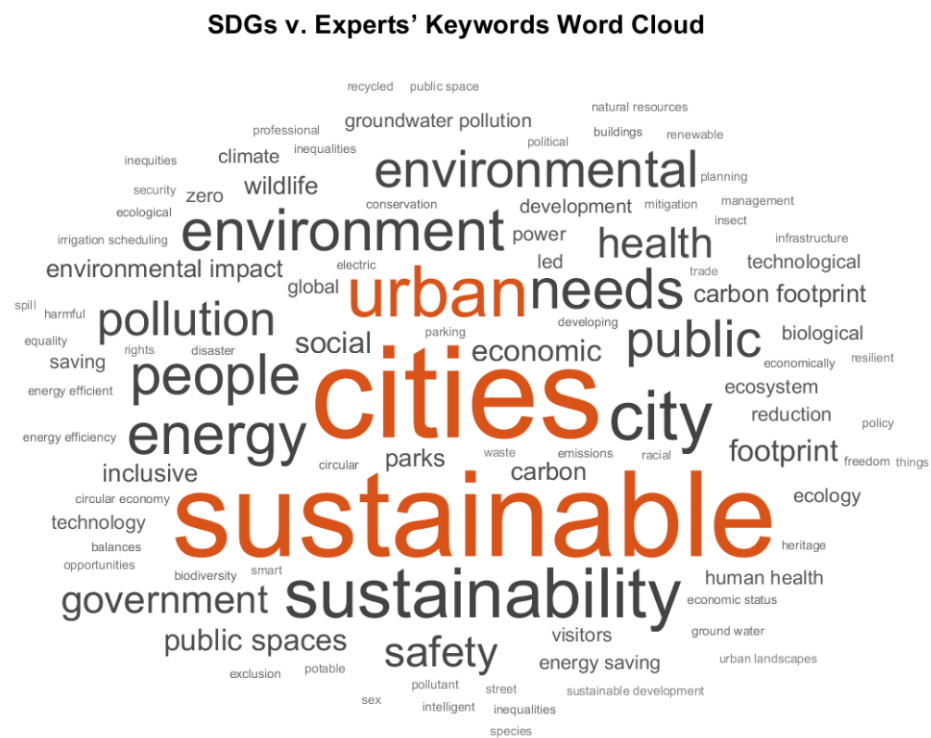 SDGs v. Experts’ Keywords Word Cloud
recycled public space
natural resources
groundwater pollution
professional buildings renewable
political
inequities climate inequalities
environmental planning
security zero wildlife
conservation development mitigation management
ecological insect
irrigation scheduling environment power health infrastructure
environmental impact electric led trade technological
global urban needs carbon footprint
spill harmful pollution developing
equality social parking public biological
saving rights disaster economic economically resilient
energy efficient people cities ecosystem
city reduction policy
energy efficiency energy
inclusive circular parks waste emissions racial footprint freedom things
carbon
circular economy sustainable ecology
technology
balances heritage
opportunities
biodiversity smart human health
government sustainability economic status
public spaces visitors ground water
safety energy saving urban landscapes
exclusion potable
pollutant street sustainable development
sex intelligent inequalities
species